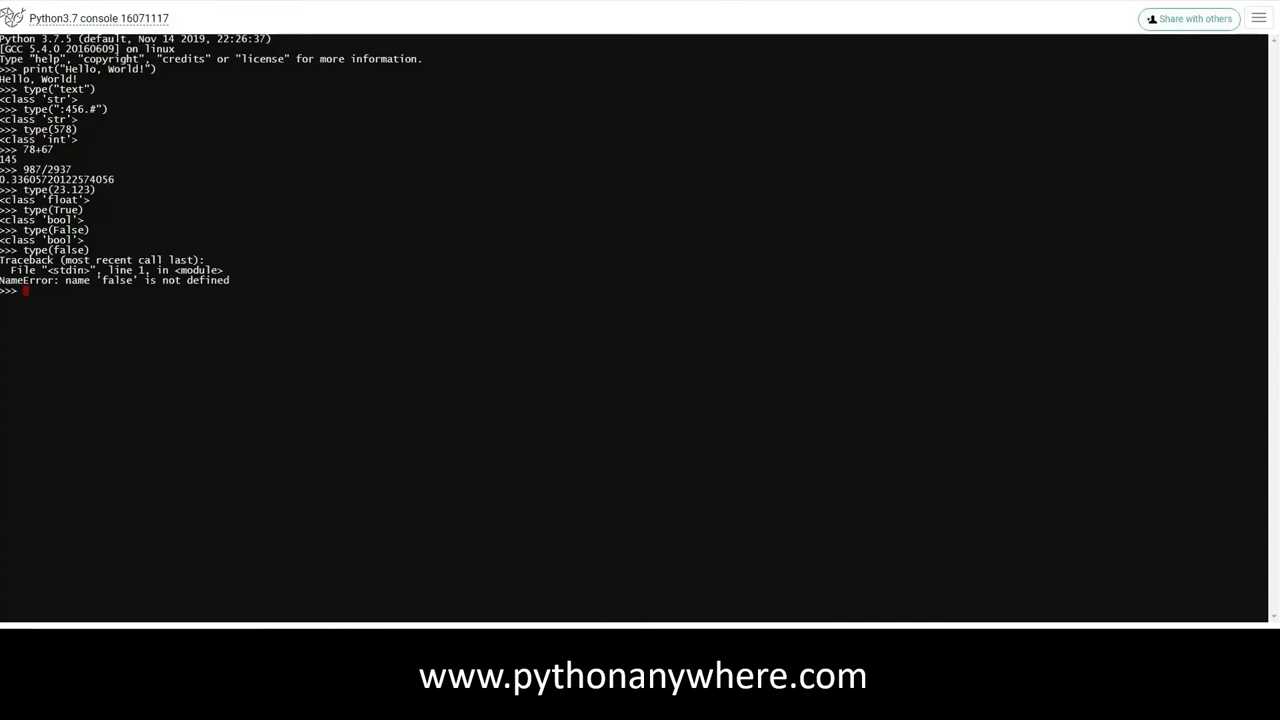 Python3.7 console 16071117
Share with others
Python 3.7.5 (default, Nov 14 2019, 22:26:37)
[GCC 5.4.0 20160609] on linux
Type "help", "copyright", "credits" or "license" for more information.
>>> print("Hello, World!")
Hello, World!
>>> type("text")
<class 'str'>
>>> type(":456.#")
<class 'str'>
>>> type(578)
<class 'int'>
>>> 78+67
145
>>> 987/2937
0.33605720122574056
>>> type(23.123)
<class 'float'>
>>> type(True)
<class 'bool'>
>>> type(False)
<class 'bool'>
>>> type(false)
Traceback (most recent call last):
  File "<stdin>", line 1, in <module>
NameError: name 'false' is not defined
>>>
www.pythonanywhere.com